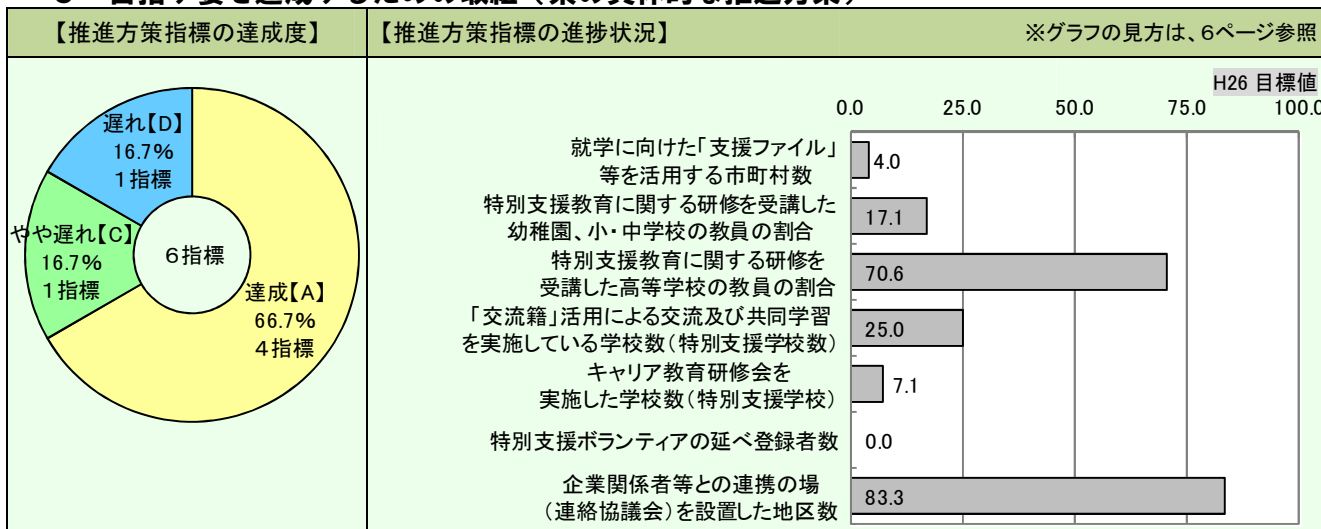 【推進方策指標の達成度】
【推進方策指標の進捗状況】
※グラフの見方は、6ページ参照
遅れ【D】
16.7%
1指標
やや遅れ【C】
16.7%
1指標
6指標
達成【A】
66.7%
4指標
H26 目標値
0.0 25.0 50.0 75.0 100.0
就学に向けた「支援ファイル」
等を活用する市町村数
4.0
特別支援教育に関する研修を受講した
幼稚園、小・中学校の教員の割合
17.1
特別支援教育に関する研修を
受講した高等学校の教員の割合
70.6
「交流籍」活用による交流及び共同学習
を実施している学校数(特別支援学校数)
25.0
キャリア教育研修会を
実施した学校数(特別支援学校)
7.1
特別支援ボランティアの延べ登録者数
0.0
企業関係者等との連携の場
(連絡協議会)を設置した地区数
83.3